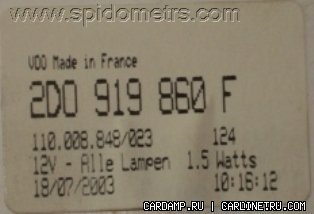 www.spidometrs.com
VDO Made in France
2D0 919 860 F
110.008.848/023 124
12V - Alle Lampen 1.5 Watts
18/07/2003 10:16:12
CARDAMP.RU | CARLINEIRU.COM